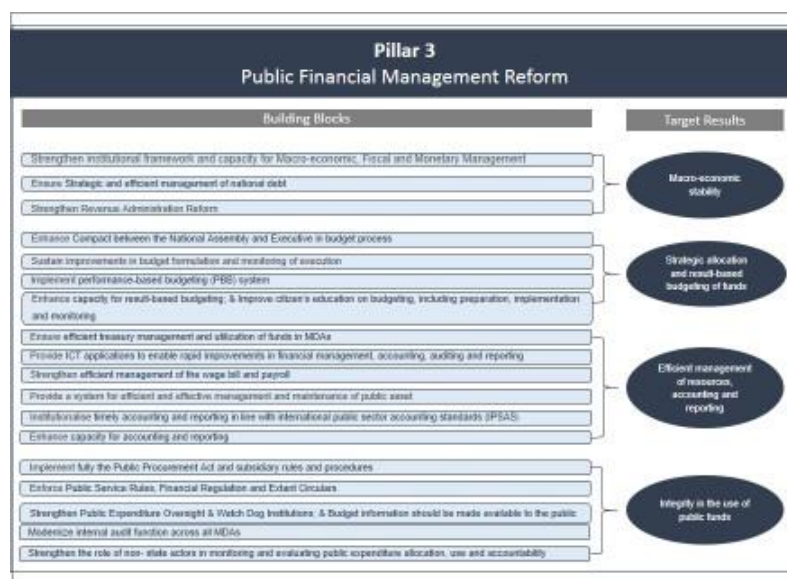 Pillar 3
Public Financial Management Reform
Building Blocks
Target Results
Strengthen institutional framework and capacity for Macro-economic, Fiscal and Monetary Management
Ensure Strategic and efficient management of national debt
Strengthen Revenue Administration Reform
Macro-economic
stability
Enhance Compact between the National Assembly and Executive in budget process
Sustain improvements in budget formulation and monitoring of execution
Implement performance-based budgeting (PBB) system
Enhance capacity for result-based budgeting; & Improve citizen's education on budgeting, including preparation, implementation
and monitoring
Strategic allocation
and result-based
budgeting of funds
Ensure efficient treasury management and utilization of funds in MDAs
Provide ICT applications to enable rapid improvements in financial management, accounting, auditing and reporting
Strengthen efficient management of the wage bill and payroll
Provide a system for efficient and effective management and maintenance of public asset
Institutionalise timely accounting and reporting in line with international public sector accounting standards (IPSAS)
Enhance capacity for accounting and reporting
Efficient management
of resources,
accounting and
reporting
Implement fully the Public Procurement Act and subsidiary rules and procedures
Enforce Public Service Rules, Financial Regulation and Extent Circulars
Strengthen Public Expenditure Oversight & Watch Dog Institutions; & Budget information should be made available to the public
Modernize internal audit function across all MDAs
Strengthen the role of non- state actors in monitoring and evaluating public expenditure allocation, use and accountability
Integrity in the use of
public funds